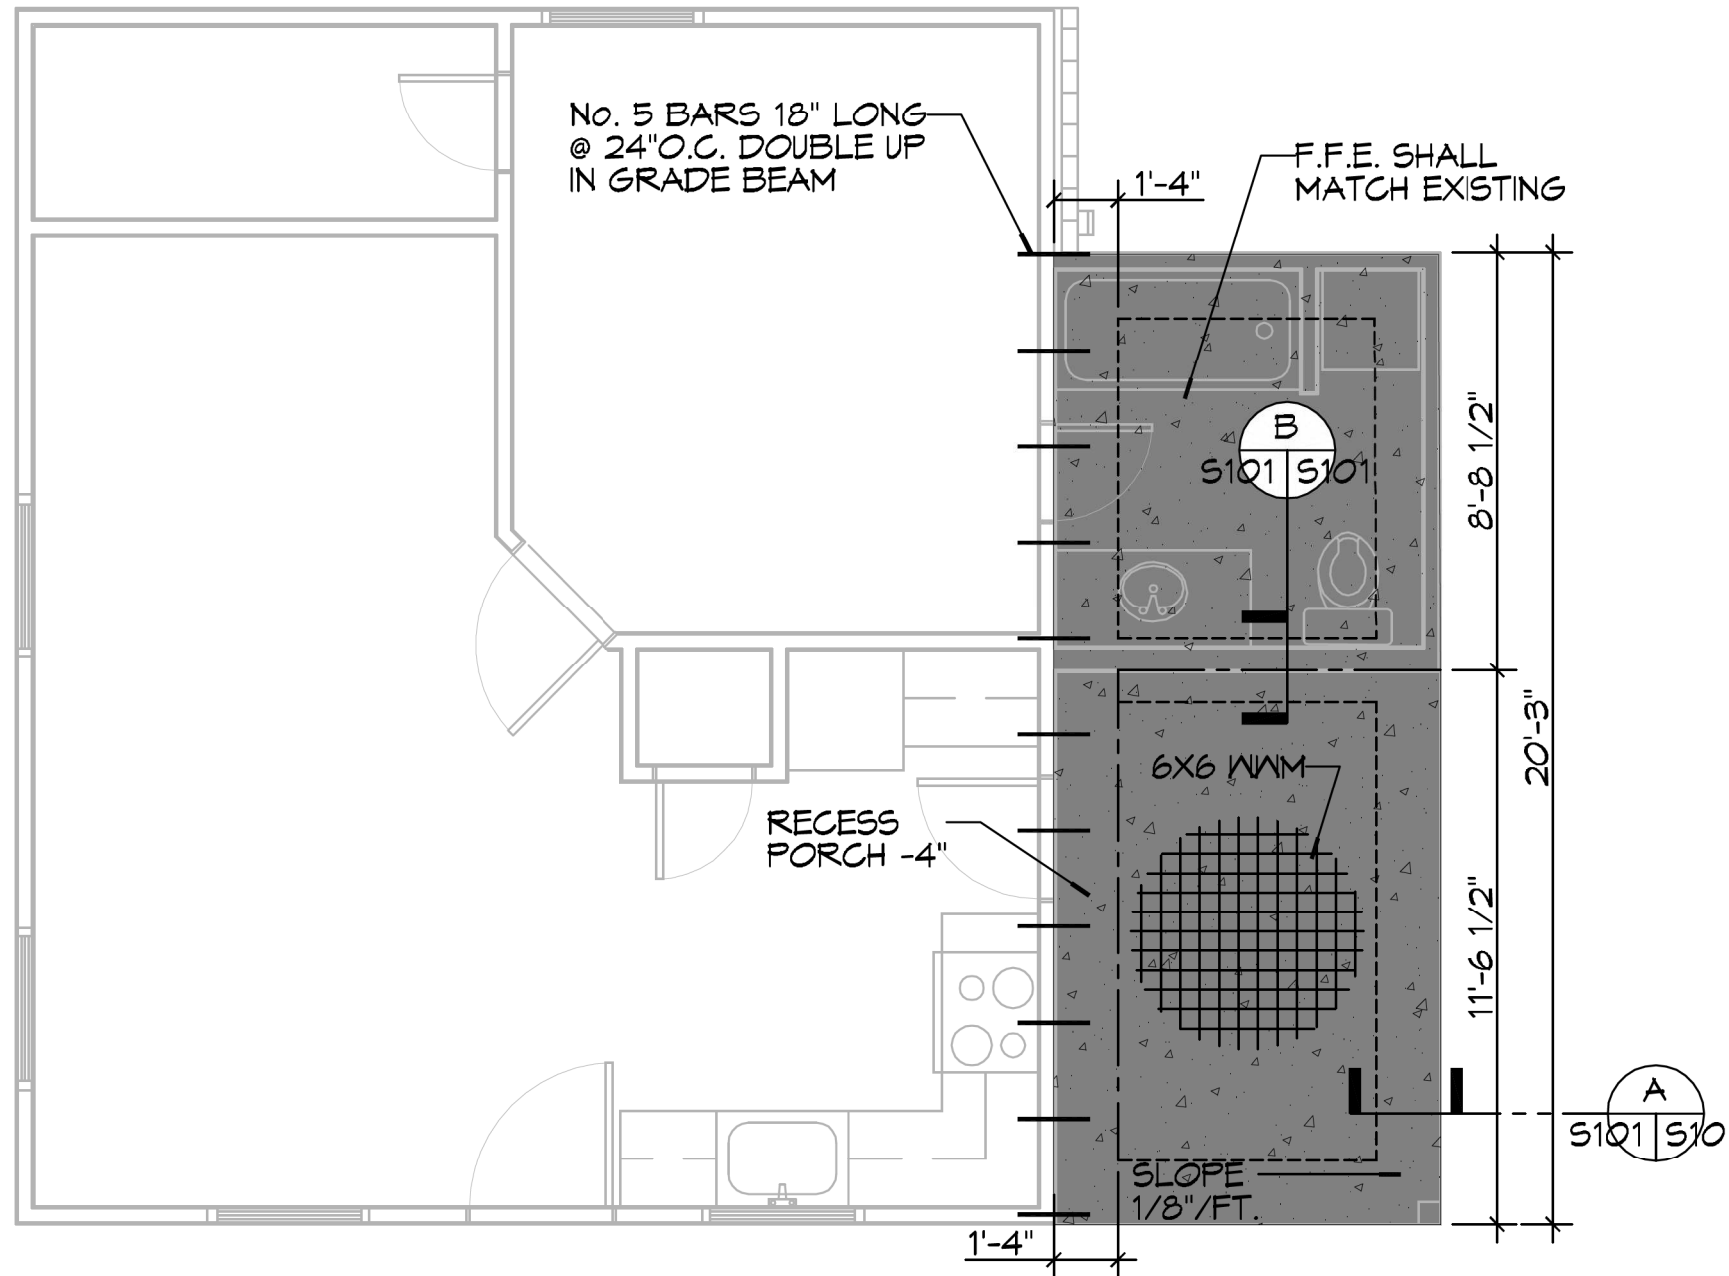 No. 5 BARS 18" LONG
@ 24"O.C. DOUBLE UP
IN GRADE BEAM
F.F.E. SHALL
MATCH EXISTING
1'-4"
B
S101 S101
8'-8 1/2"
20'-3"
6X6 WWM
RECESS
PORCH -4"
11'-6 1/2"
A
S101 S10
SLOPE
1/8"/FT.
1'-4"